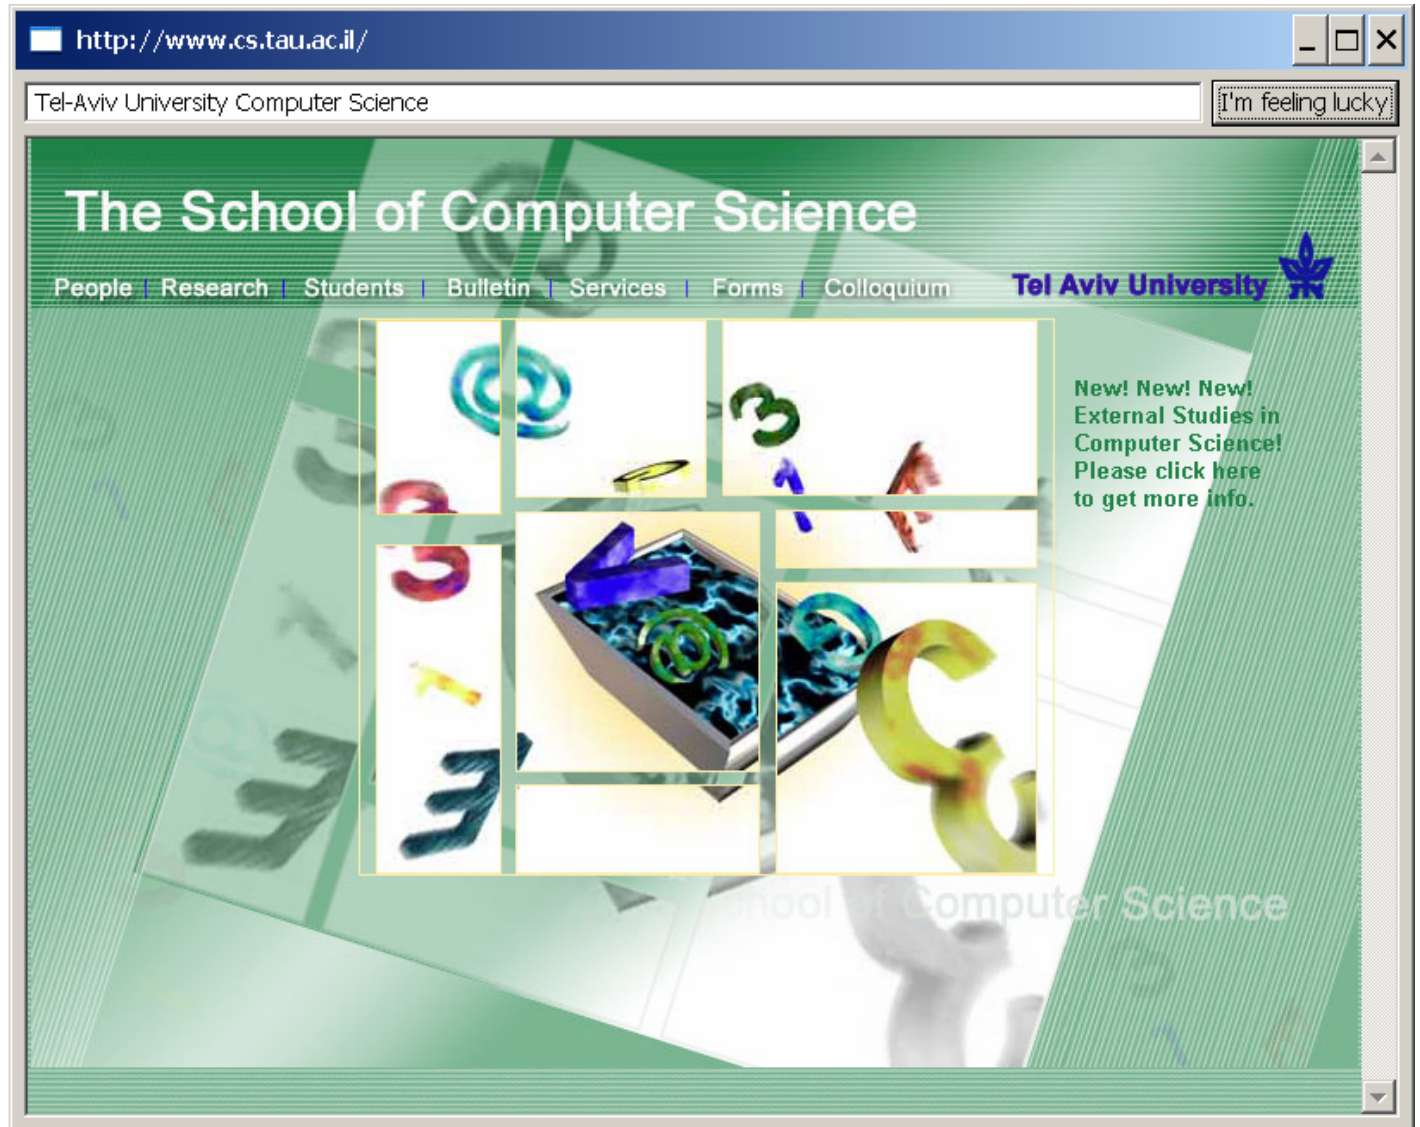 http://www.cs.tau.ac.il/
Tel-Aviv University Computer Science
I'm feeling lucky
The School of Computer Science
People | Research | Students | Bulletin | Services | Forms | Colloquium
Tel Aviv University
New! New! New!
External Studies in
Computer Science!
Please click here
to get more info.
School of Computer Science